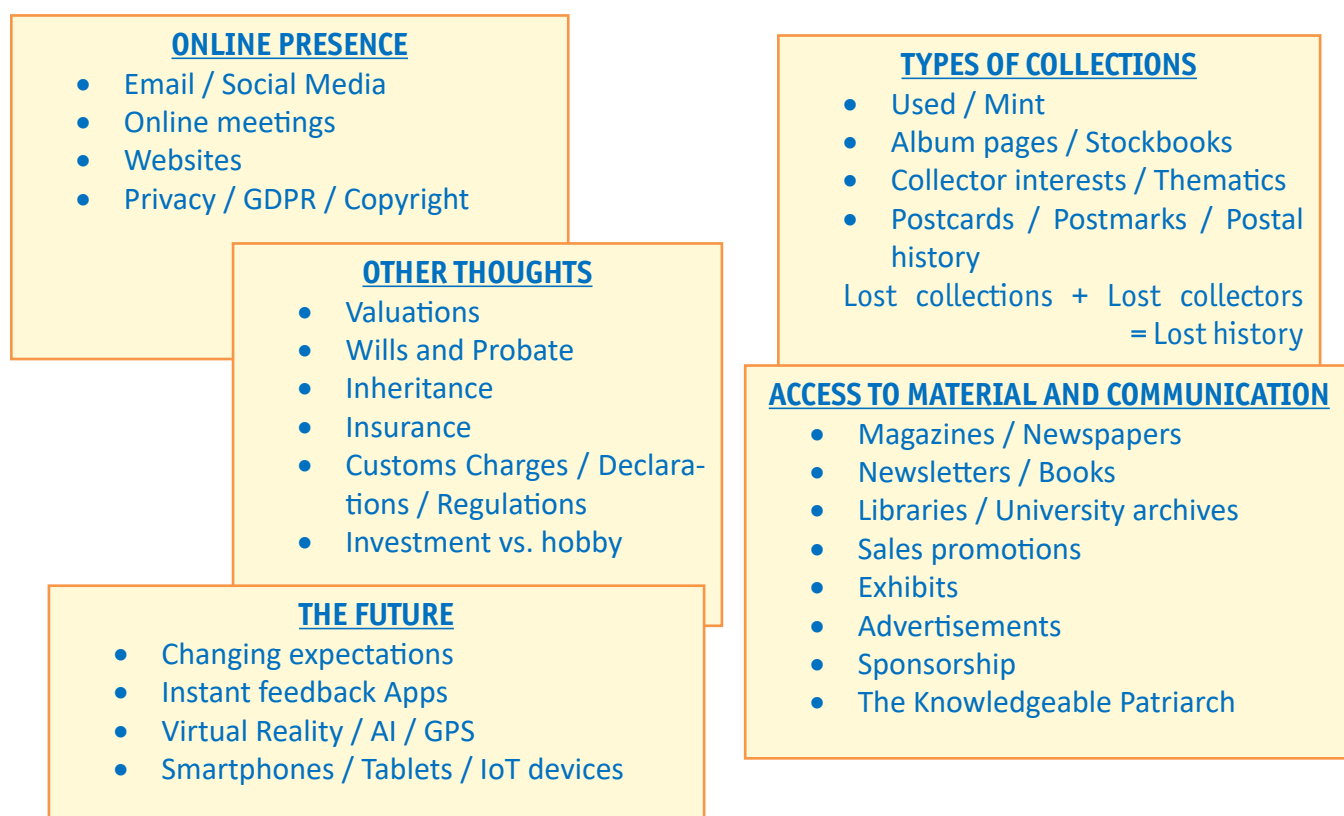 ONLINE PRESENCE
• Email / Social Media
• Online meetings
• Websites
• Privacy / GDPR / Copyright
OTHER THOUGHTS
• Valuations
• Wills and Probate
• Inheritance
• Insurance
• Customs Charges / Declara-
tions / Regulations
• Investment vs. hobby
THE FUTURE
• Changing expectations
• Instant feedback Apps
• Virtual Reality / AI / GPS
• Smartphones / Tablets / IoT devices
TYPES OF COLLECTIONS
• Used / Mint
• Album pages / Stockbooks
• Collector interests / Thematics
• Postcards / Postmarks / Postal
history
Lost collections + Lost collectors
= Lost history
ACCESS TO MATERIAL AND COMMUNICATION
• Magazines / Newspapers
• Newsletters / Books
• Libraries / University archives
• Sales promotions
• Exhibits
• Advertisements
• Sponsorship
• The Knowledgeable Patriarch